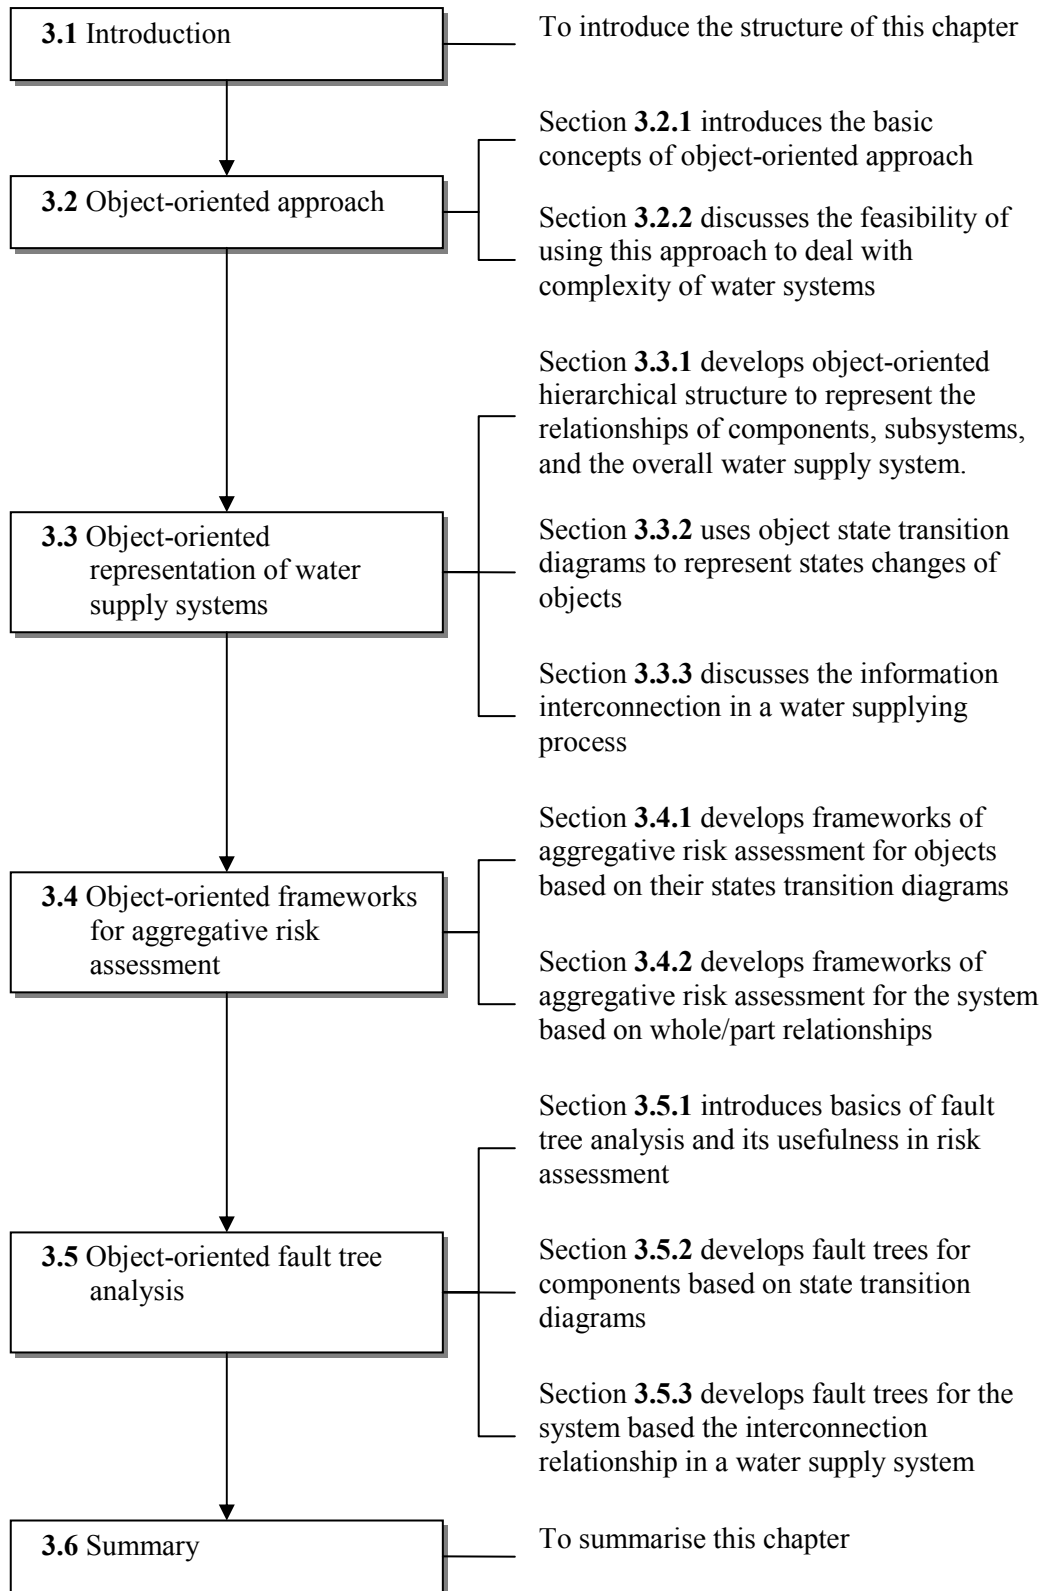 3.1 Introduction
To introduce the structure of this chapter
3.2 Object-oriented approach
Section 3.2.1 introduces the basic
concepts of object-oriented approach
Section 3.2.2 discusses the feasibility of
using this approach to deal with
complexity of water systems
3.3 Object-oriented
representation of water
supply systems
Section 3.3.1 develops object-oriented
hierarchical structure to represent the
relationships of components, subsystems,
and the overall water supply system.
Section 3.3.2 uses object state transition
diagrams to represent states changes of
objects
Section 3.3.3 discusses the information
interconnection in a water supplying
process
3.4 Object-oriented frameworks
for aggregative risk
assessment
Section 3.4.1 develops frameworks of
aggregative risk assessment for objects
based on their states transition diagrams
Section 3.4.2 develops frameworks of
aggregative risk assessment for the system
based on whole/part relationships
3.5 Object-oriented fault tree
analysis
Section 3.5.1 introduces basics of fault
tree analysis and its usefulness in risk
assessment
Section 3.5.2 develops fault trees for
components based on state transition
diagrams
Section 3.5.3 develops fault trees for the
system based the interconnection
relationship in a water supply system
3.6 Summary
To summarise this chapter